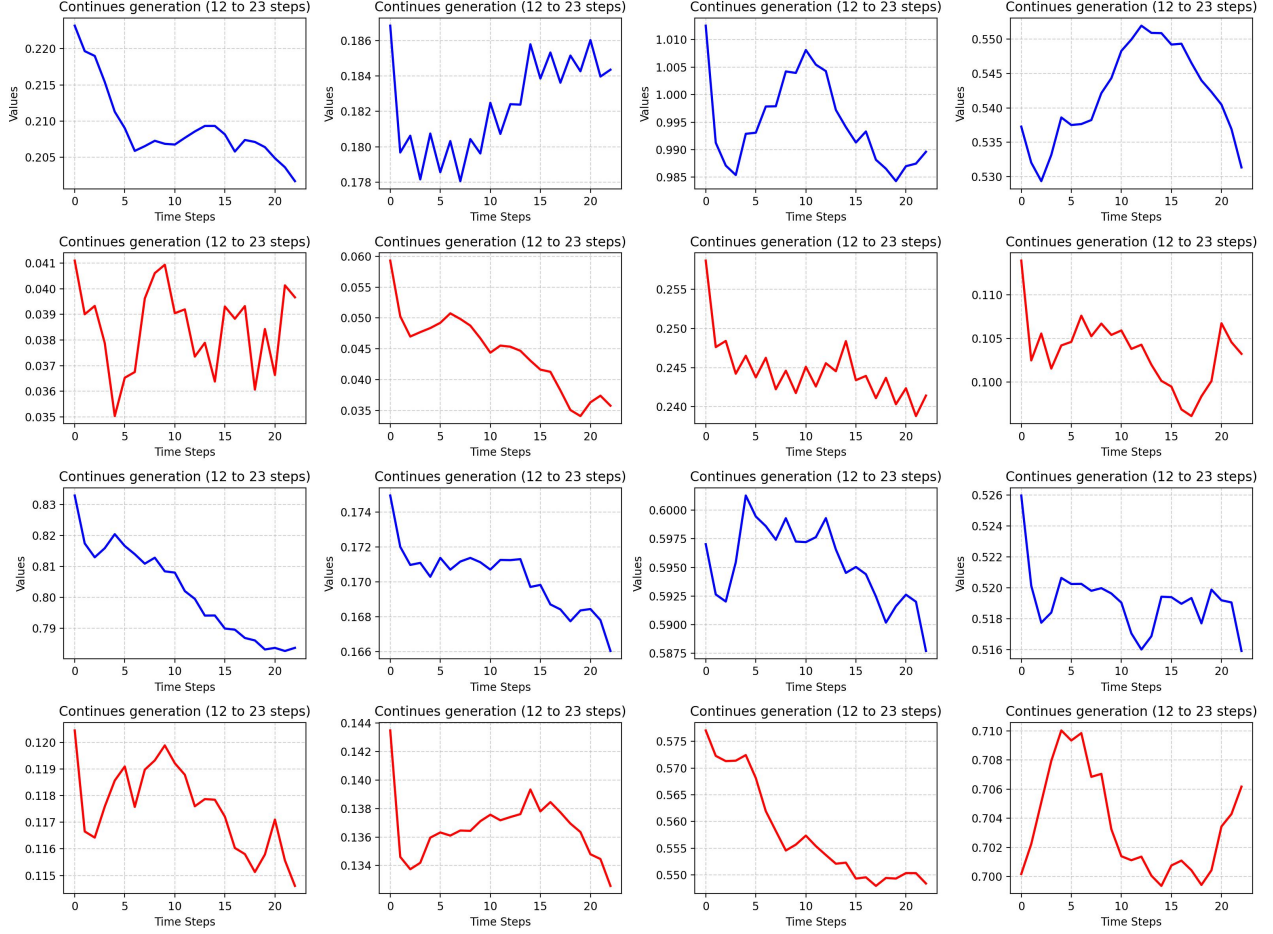 Continues generation (12 to 23 steps) Continues generation (12 to 23 steps) Continues generation (12 to 23 steps) Continues generation (12 to 23 steps)
Values
0.220
0.215
0.210
0.205
0 5 10 15 20
Time Steps
Values
0.186
0.184
0.182
0.180
0.178
0 5 10 15 20
Time Steps
Values
1.010
1.005
1.000
0.995
0.990
0.985
0 5 10 15 20
Time Steps
Values
0.550
0.545
0.540
0.535
0.530
0 5 10 15 20
Time Steps
Continues generation (12 to 23 steps) Continues generation (12 to 23 steps) Continues generation (12 to 23 steps) Continues generation (12 to 23 steps)
0.041
0.040
0.039
0.038
0.037
0.036
0.035
0 5 10 15 20
Time Steps
0.060
0.055
0.050
0.045
0.040
0.035
0 5 10 15 20
Time Steps
0.255
0.250
0.245
0.240
0 5 10 15 20
Time Steps
0.110
0.105
0.100
0 5 10 15 20
Time Steps
Continues generation (12 to 23 steps) Continues generation (12 to 23 steps) Continues generation (12 to 23 steps) Continues generation (12 to 23 steps)
Values
0.83
0.82
0.81
0.80
0.79
0 5 10 15 20
Time Steps
Values
0.174
0.172
0.170
0.168
0.166
0 5 10 15 20
Time Steps
Values
0.6000
0.5975
0.5950
0.5925
0.5900
0.5875
0 5 10 15 20
Time Steps
Values
0.526
0.524
0.522
0.520
0.518
0.516
0 5 10 15 20
Time Steps
Continues generation (12 to 23 steps) Continues generation (12 to 23 steps) Continues generation (12 to 23 steps) Continues generation (12 to 23 steps)
0.120
0.119
0.118
0.117
0.116
0.115
0 5 10 15 20
Time Steps
0.144
0.142
0.140
0.138
0.136
0.134
0 5 10 15 20
Time Steps
0.575
0.570
0.565
0.560
0.555
0.550
0 5 10 15 20
Time Steps
0.710
0.708
0.706
0.704
0.702
0.700
0 5 10 15 20
Time Steps